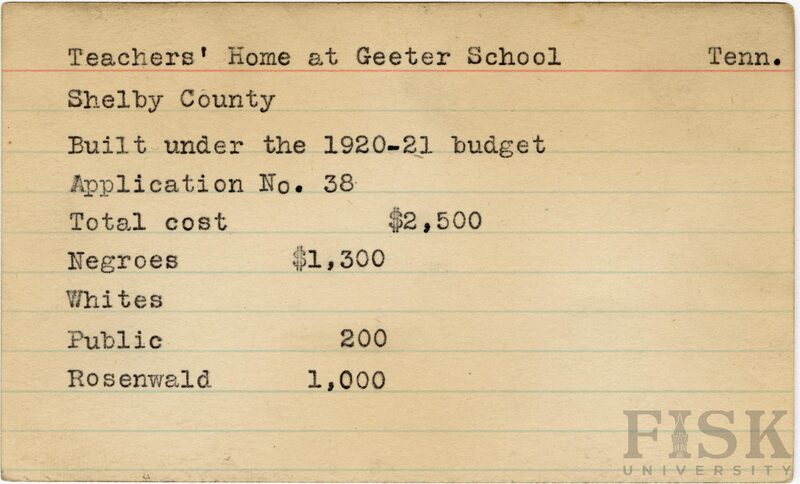 Teachers' Home at Geeter School Tenn.
Shelby County
Built under the 1920-21 budget
Application No. 38
Total cost $2,500
Negroes $1,300
Whites
Public 200
Rosenwald 1,000
FISK
UNIVERSITY